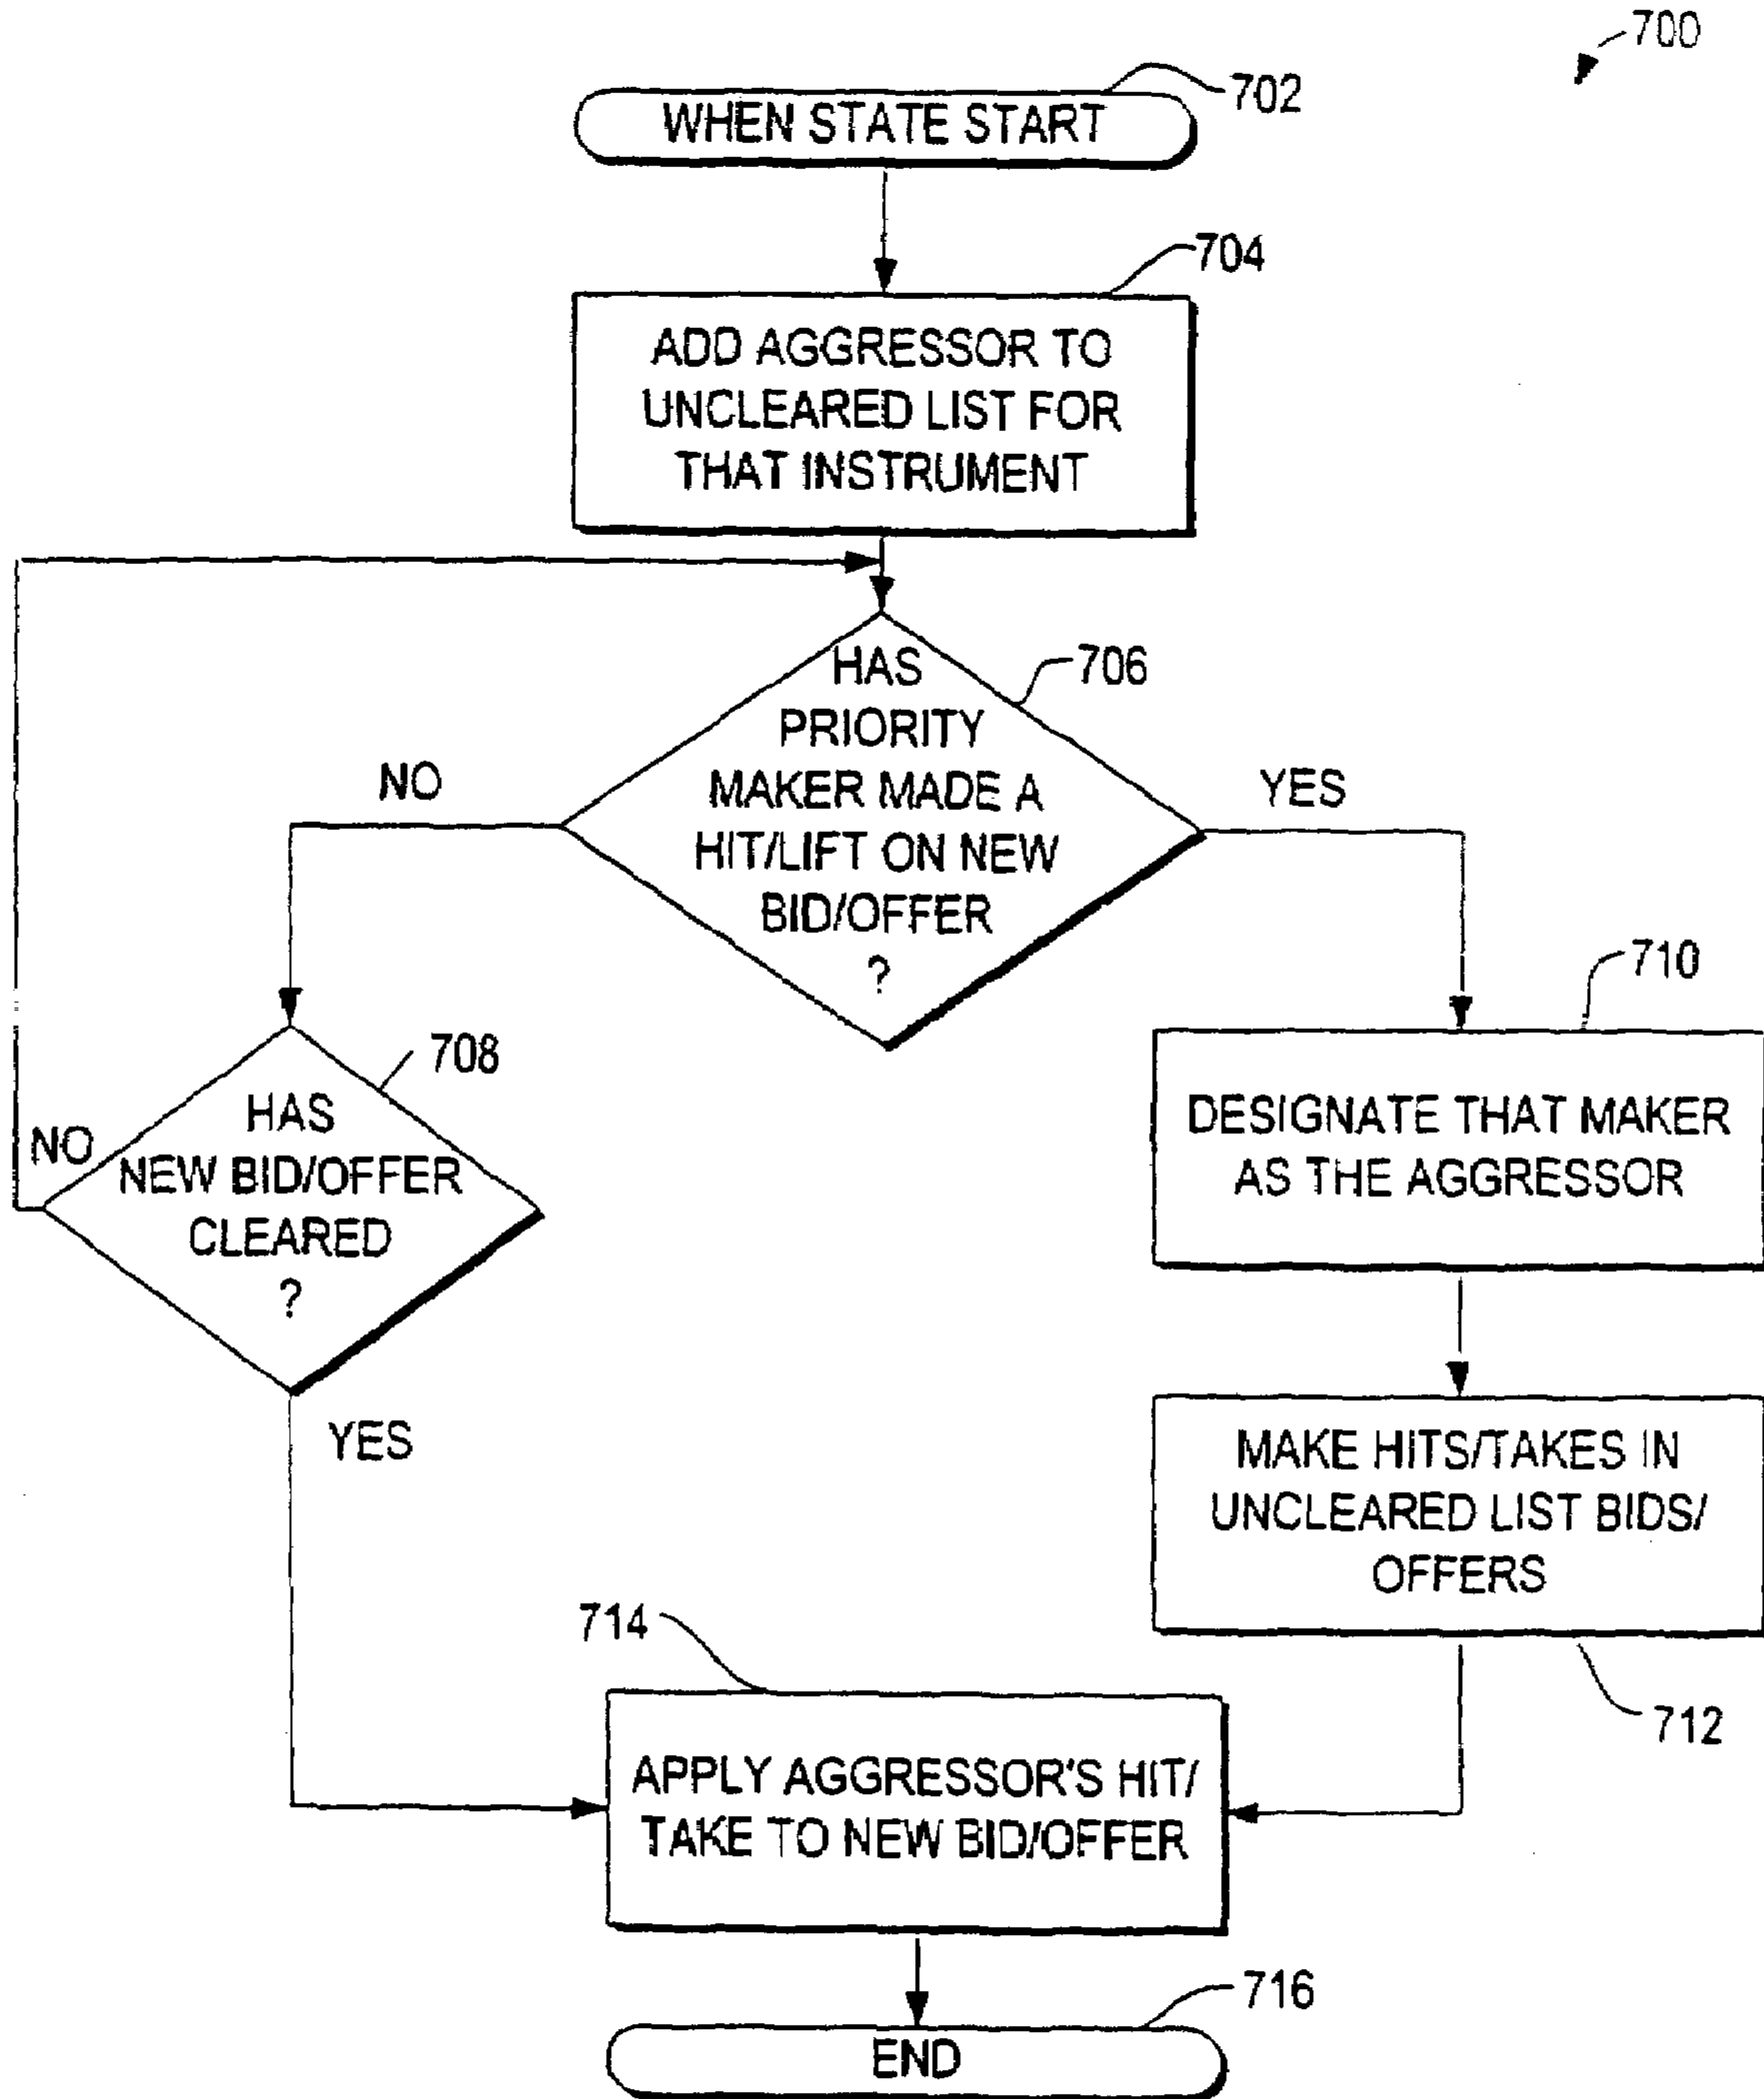 700
702
WHEN STATE START
704
ADD AGGRESSOR TO
UNCLEARED LIST FOR
THAT INSTRUMENT
706
HAS
PRIORITY
MAKER MADE A
HIT/LIFT ON NEW
BID/OFFER
?
NO
YES
708
HAS
NEW BID/OFFER
CLEARED
?
NO
YES
710
DESIGNATE THAT MAKER
AS THE AGGRESSOR
MAKE HITS/TAKES IN
UNCLEARED LIST BIDS/
OFFERS
712
714
APPLY AGGRESSOR'S HIT/
TAKE TO NEW BID/OFFER
716
END